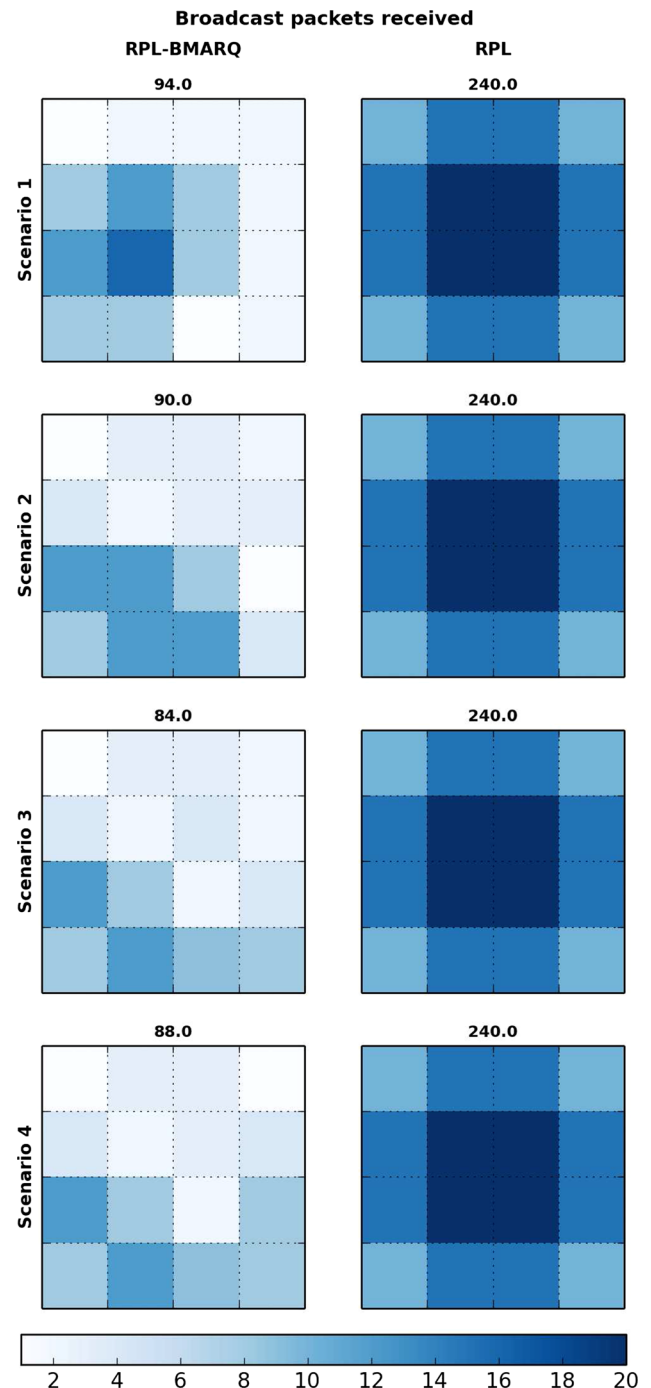 Broadcast packets received
RPL-BMARQ RPL
94.0 240.0
Scenario 1
90.0 240.0
Scenario 2
84.0 240.0
Scenario 3
88.0 240.0
Scenario 4
2 4 6 8 10 12 14 16 18 20